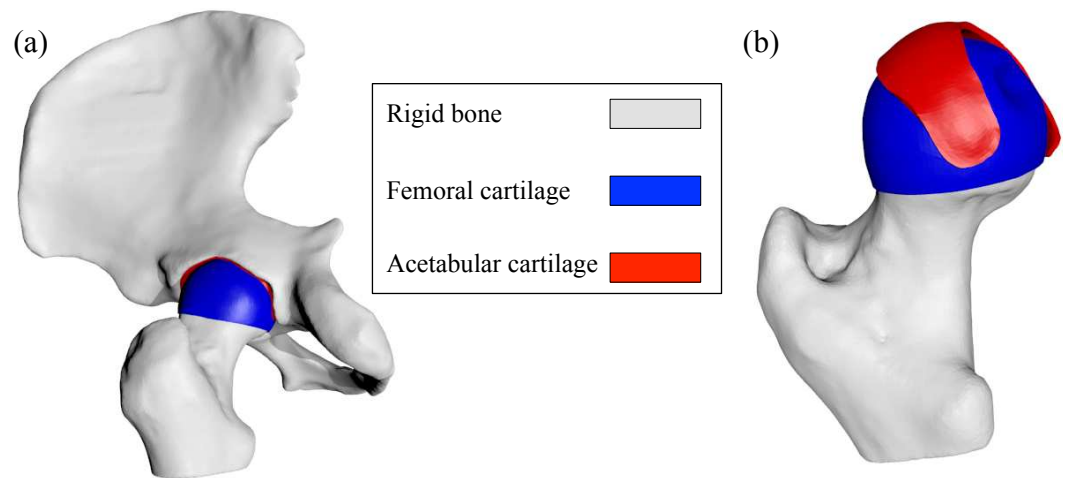 (a)
Rigid bone
Femoral cartilage
Acetabular cartilage
(b)